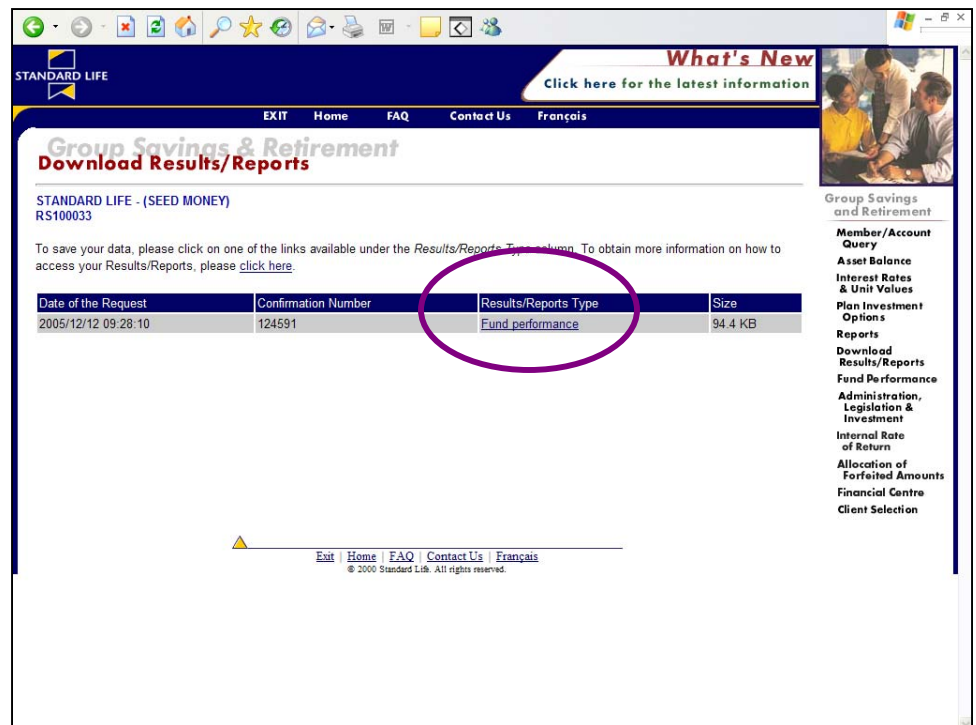 STANDARD LIFE
What's New
Click here for the latest information
EXIT Home FAQ Contact Us Français
Group Savings & Retirement
Download Results/Reports
STANDARD LIFE - (SEED MONEY)
RS100033
To save your data, please click on one of the links available under the Results/Reports Type column. To obtain more information on how to
access your Results/Reports, please click here.
Date of the Request Confirmation Number Results/Reports Type Size
2005/12/12 09:28:10 124591 Fund performance 94.4 KB
Group Savings
and Retirement
Member/Account
Query
Asset Balance
Interest Rates
& Unit Values
Plan Investment
Options
Reports
Download
Results/Reports
Fund Performance
Administration,
Legislation &
Investment
Internal Rate
of Return
Allocation of
Forfeited Amounts
Financial Centre
Client Selection
Exit | Home | FAQ | Contact Us | Français
© 2000 Standard Life. All rights reserved.